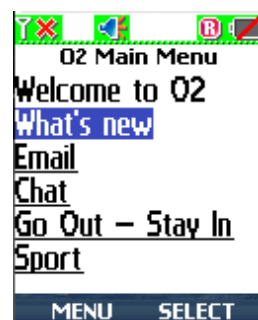 R
O2 Main Menu
Welcome to O2
What's new
Email
Chat
Go Out – Stay In
Sport
MENU SELECT